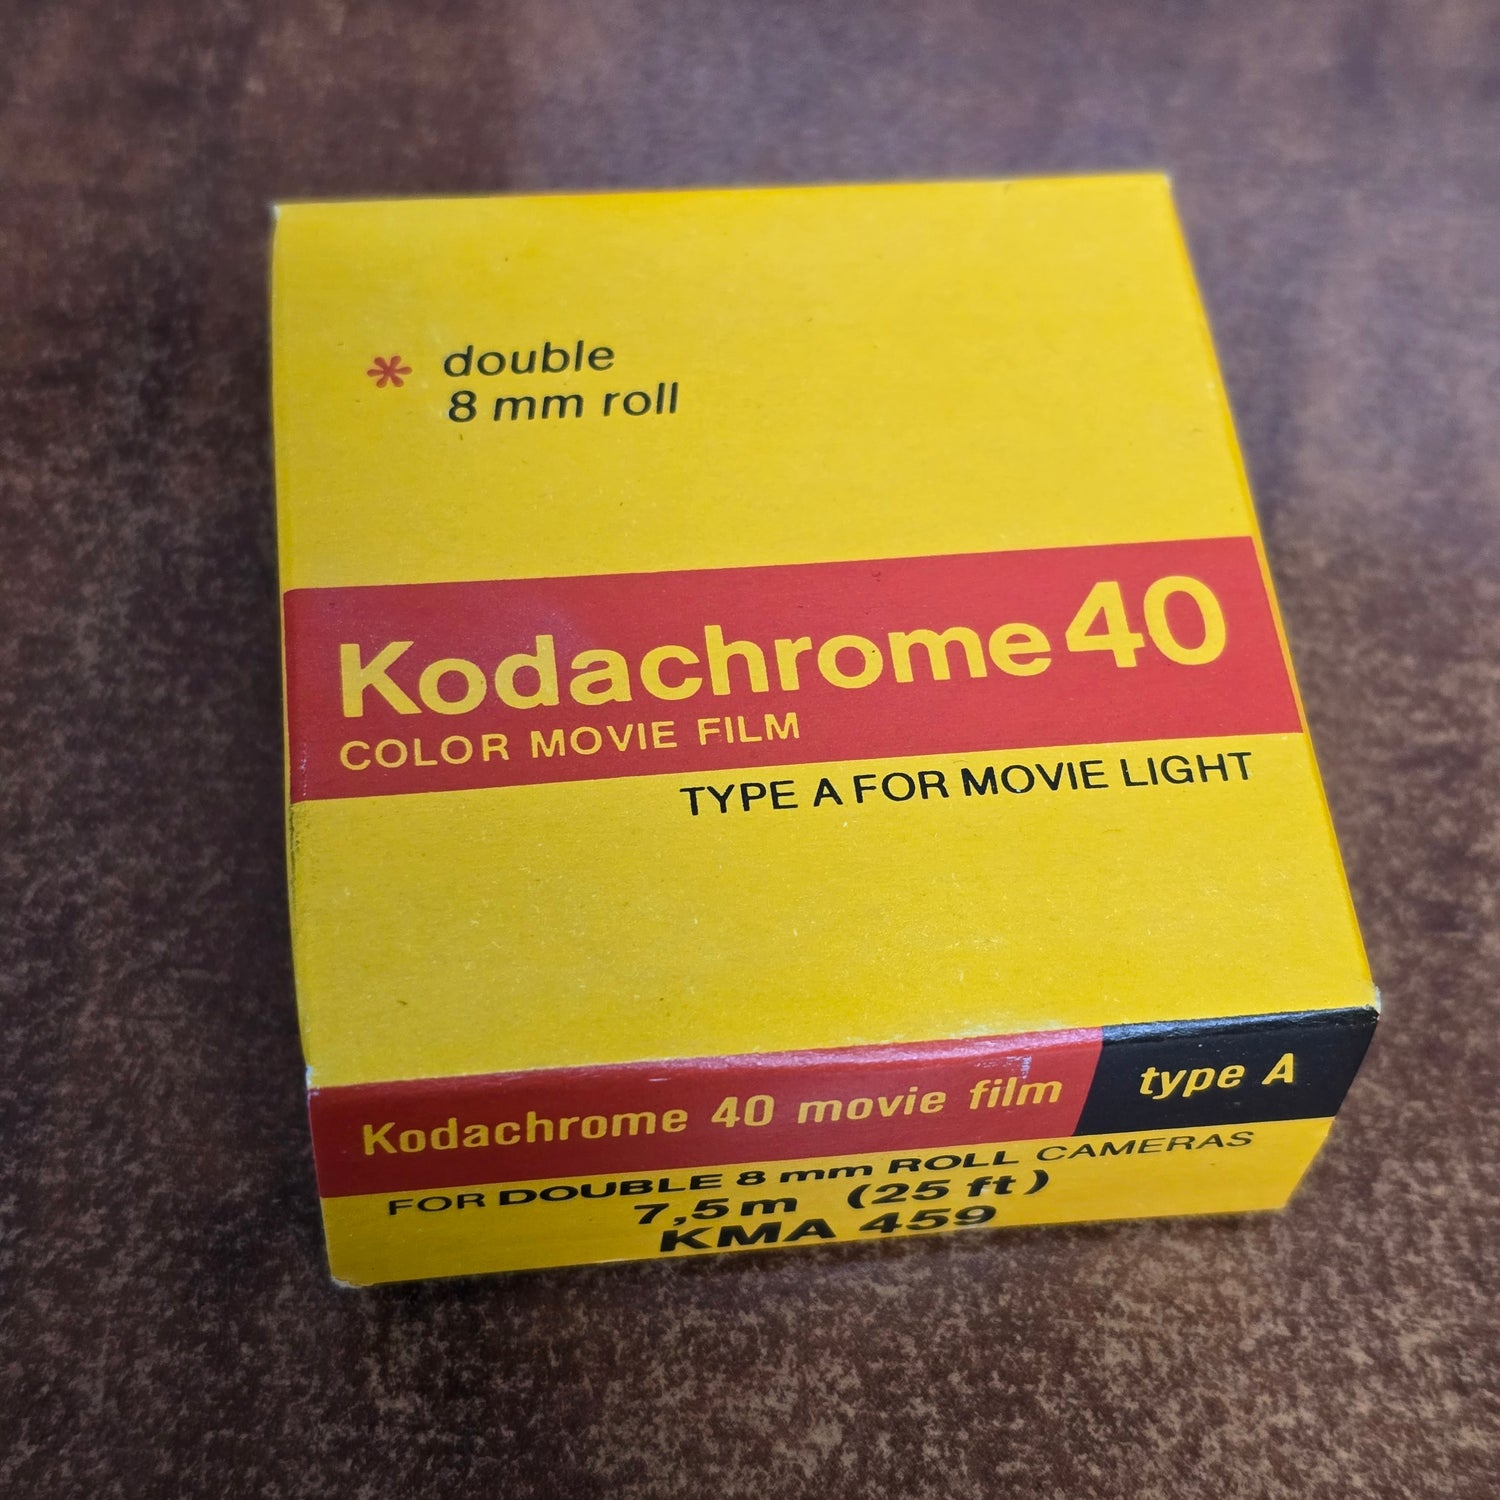 * double
8 mm roll
Kodachrome 40
COLOR MOVIE FILM
TYPE A FOR MOVIE LIGHT
Kodachrome 40 movie film type A
FOR DOUBLE 8 mm ROLL CAMERAS
7,5m (25 ft)
KMA 459